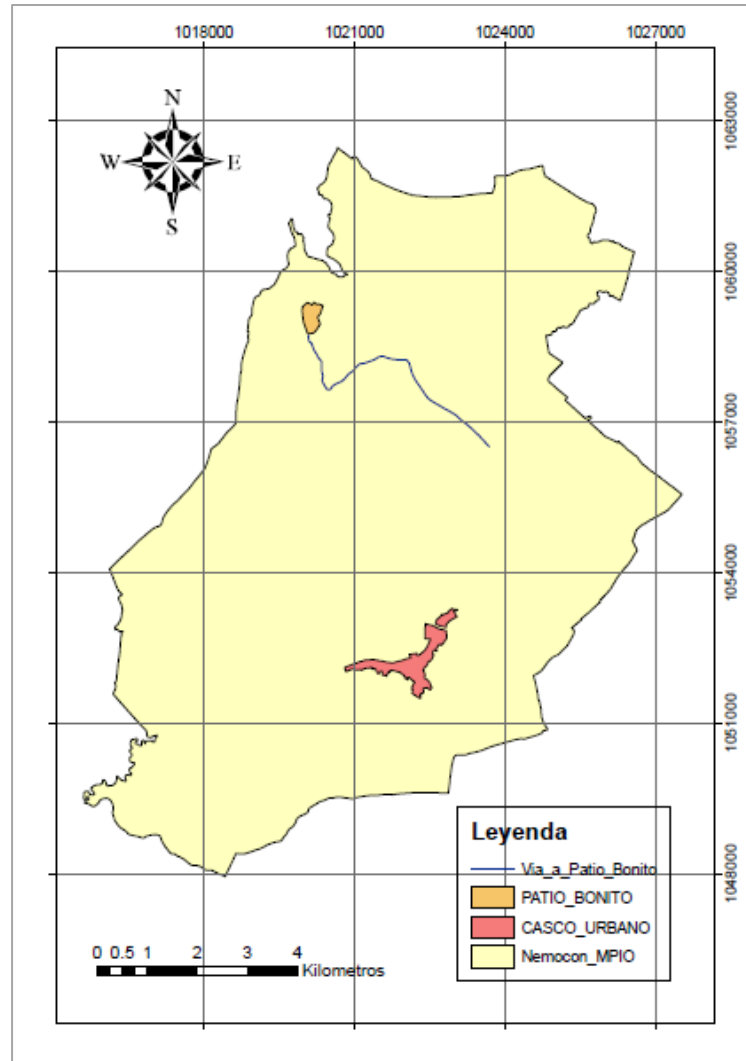 1018000 1021000 1024000 1027000
N
W E
S
1063000
1060000
1057000
1054000
1051000
1048000
Leyenda
Via_a_Patio_Bonito
PATIO_BONITO
CASCO_URBANO
Nemocon_MPIO
0 0.5 1 2 3 4
Kilometros